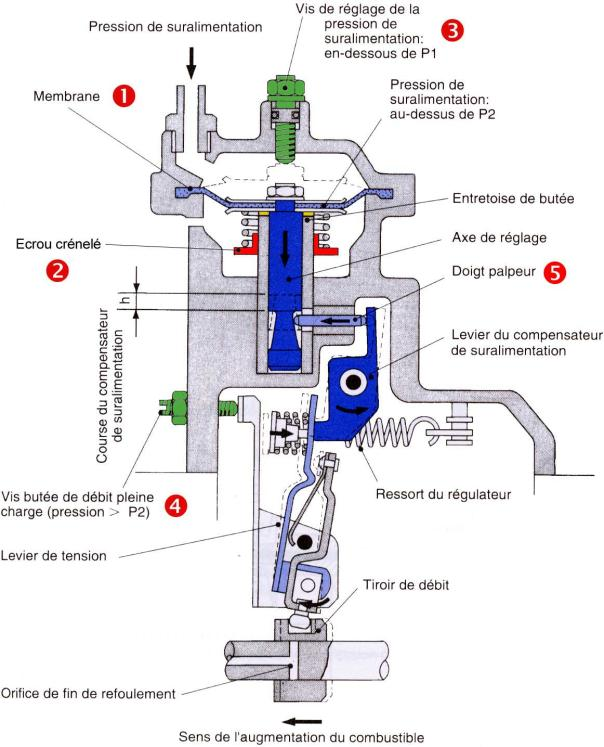 Vis de réglage de la
pression de
suralimentation:
en-dessous de P1
3
Pression de suralimentation
Membrane 1
Pression de
suralimentation:
au-dessus de P2
Entretoise de butée
Axe de réglage
Ecrou crénelé
2
Doigt palpeur 5
h
Course du compensateur
de suralimentation
Levier du compensateur
de suralimentation
Vis butée de débit pleine
charge (pression > P2) 4
Ressort du régulateur
Levier de tension
Tiroir de débit
Orifice de fin de refoulement
Sens de l'augmentation du combustible